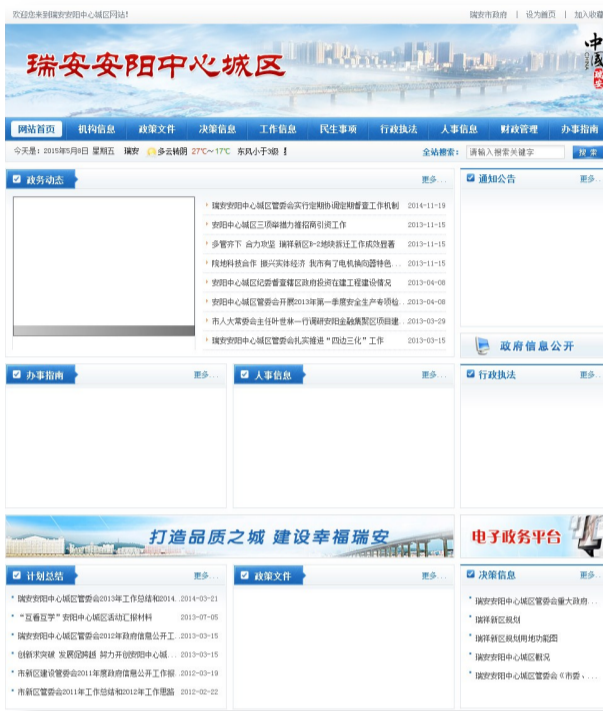 欢迎您来到瑞安安阳中心城区网站!
瑞安市政府 | 设为首页 | 加入收藏
瑞安安阳中心城区
中国
瑞安
网站首页 机构信息 政策文件 决策信息 工作信息 民生事项 行政执法 人事信息 财政管理 办事指南
今天是: 2015年5月8日 星期五 瑞安 多云转阴 27℃～17℃ 东风小于3级 全站搜索: 请输入搜索关键字 搜 索
政务动态 更多...
瑞安安阳中心城区管委会实行定期协调定期督查工作机制 2014-11-19
安阳中心城区三项举措力推招商引资工作 2013-11-15
多管齐下 合力攻坚 瑞祥新区B-2地块拆迁工作成效显著 2013-11-15
院地科技合作 振兴实体经济 我市有了电机换向器特色... 2013-11-15
安阳中心城区纪委督查辖区政府投资在建工程建设情况 2013-04-08
安阳中心城区管委会开展2013年第一季度安全生产专项检... 2013-04-08
市人大常委会主任叶世林一行调研安阳金融集聚区项目建... 2013-03-29
瑞安安阳中心城区管委会扎实推进“四边三化”工作 2013-03-15
通知公告 更多...
政府信息公开
办事指南 更多...
人事信息 更多...
行政执法 更多...
打造品质之城 建设幸福瑞安
电子政务平台
计划总结 更多...
瑞安安阳中心城区管委会2013年工作总结和2014... 2014-03-21
“互看互学”安阳中心城区活动汇报材料 2013-07-05
瑞安安阳中心城区管委会2012年政府信息公开工... 2013-03-15
创新求突破 发展促跨越 努力开创安阳中心城... 2013-03-15
市新区建设管委会2011年度政府信息公开工作报... 2012-03-19
市新区管委会2011年工作总结和2012年工作思路 2012-02-22
政策文件 更多...
决策信息 更多...
瑞安安阳中心城区管委会重大政府...
瑞祥新区规划
瑞祥新区规划用地功能图
瑞安安阳中心城区概况
瑞安安阳中心城区管委会《市委、...